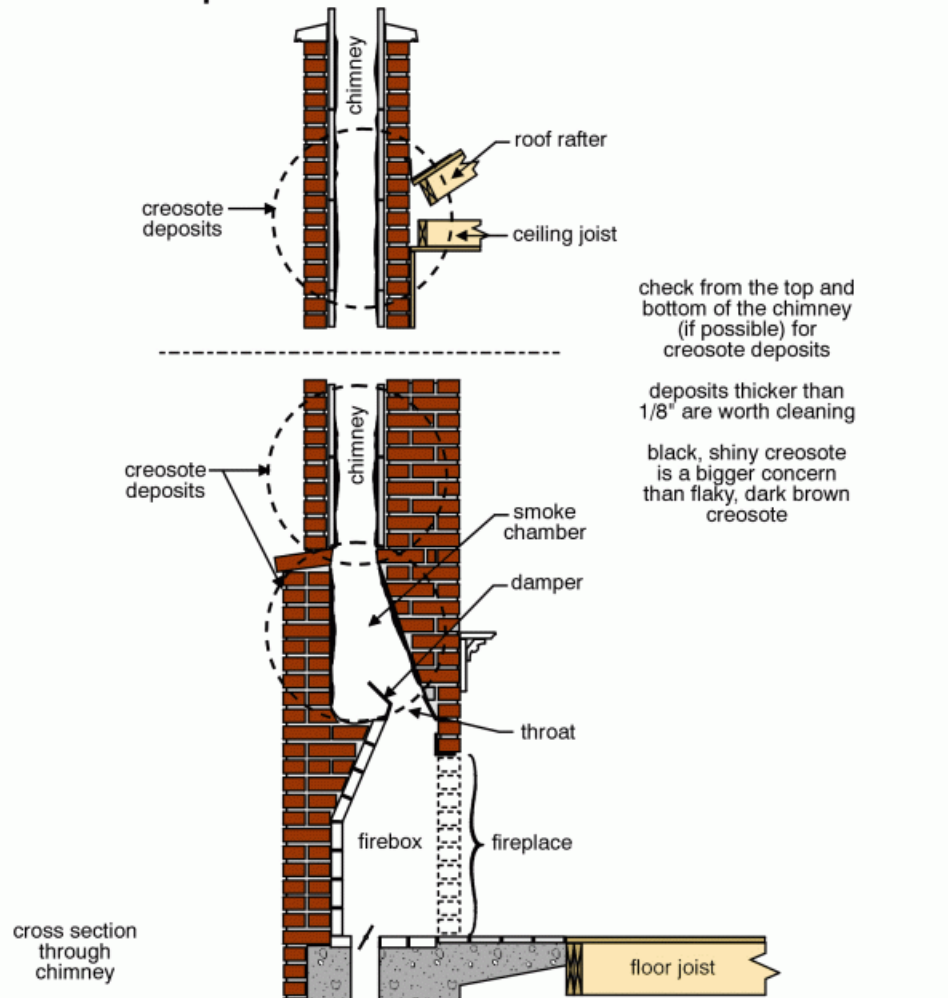 chimney
roof rafter
creosote
deposits
ceiling joist
check from the top and
bottom of the chimney
(if possible) for
creosote deposits
deposits thicker than
1/8" are worth cleaning
black, shiny creosote
is a bigger concern
than flaky, dark brown
creosote
chimney
creosote
deposits
smoke
chamber
damper
throat
firebox
fireplace
cross section
through
chimney
floor joist